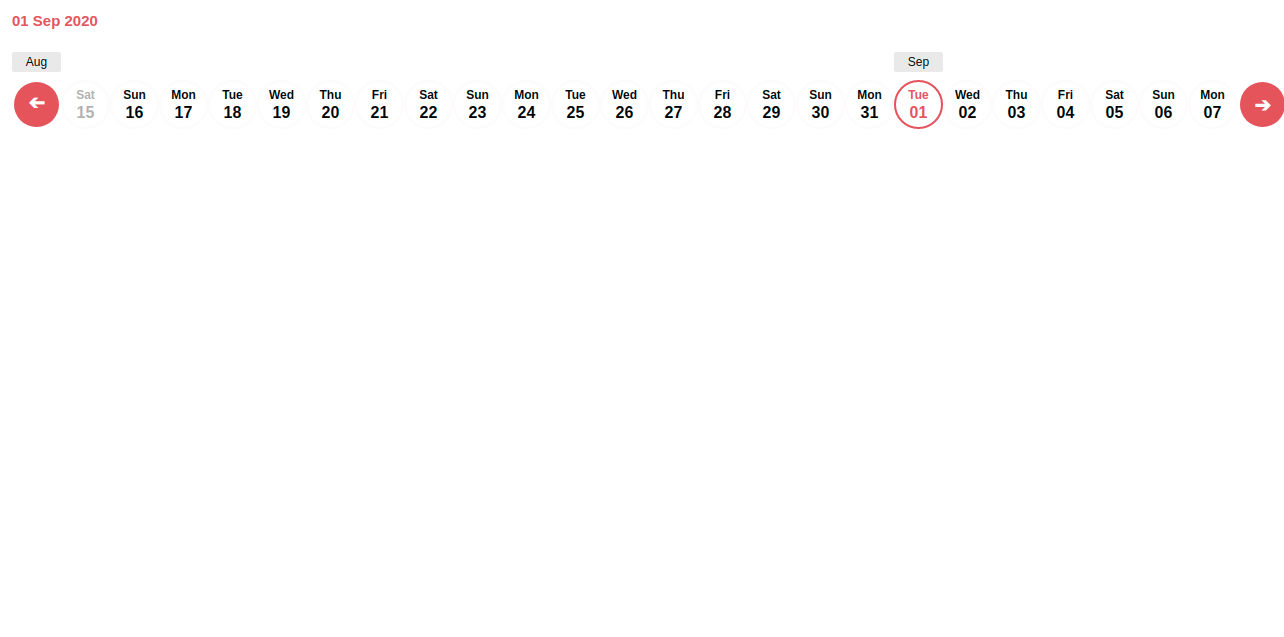 01 Sep 2020
Aug Sep
Sat Sun Mon Tue Wed Thu Fri Sat Sun Mon Tue Wed Thu Fri Sat Sun Mon Tue Wed Thu Fri Sat Sun Mon
15 16 17 18 19 20 21 22 23 24 25 26 27 28 29 30 31 01 02 03 04 05 06 07